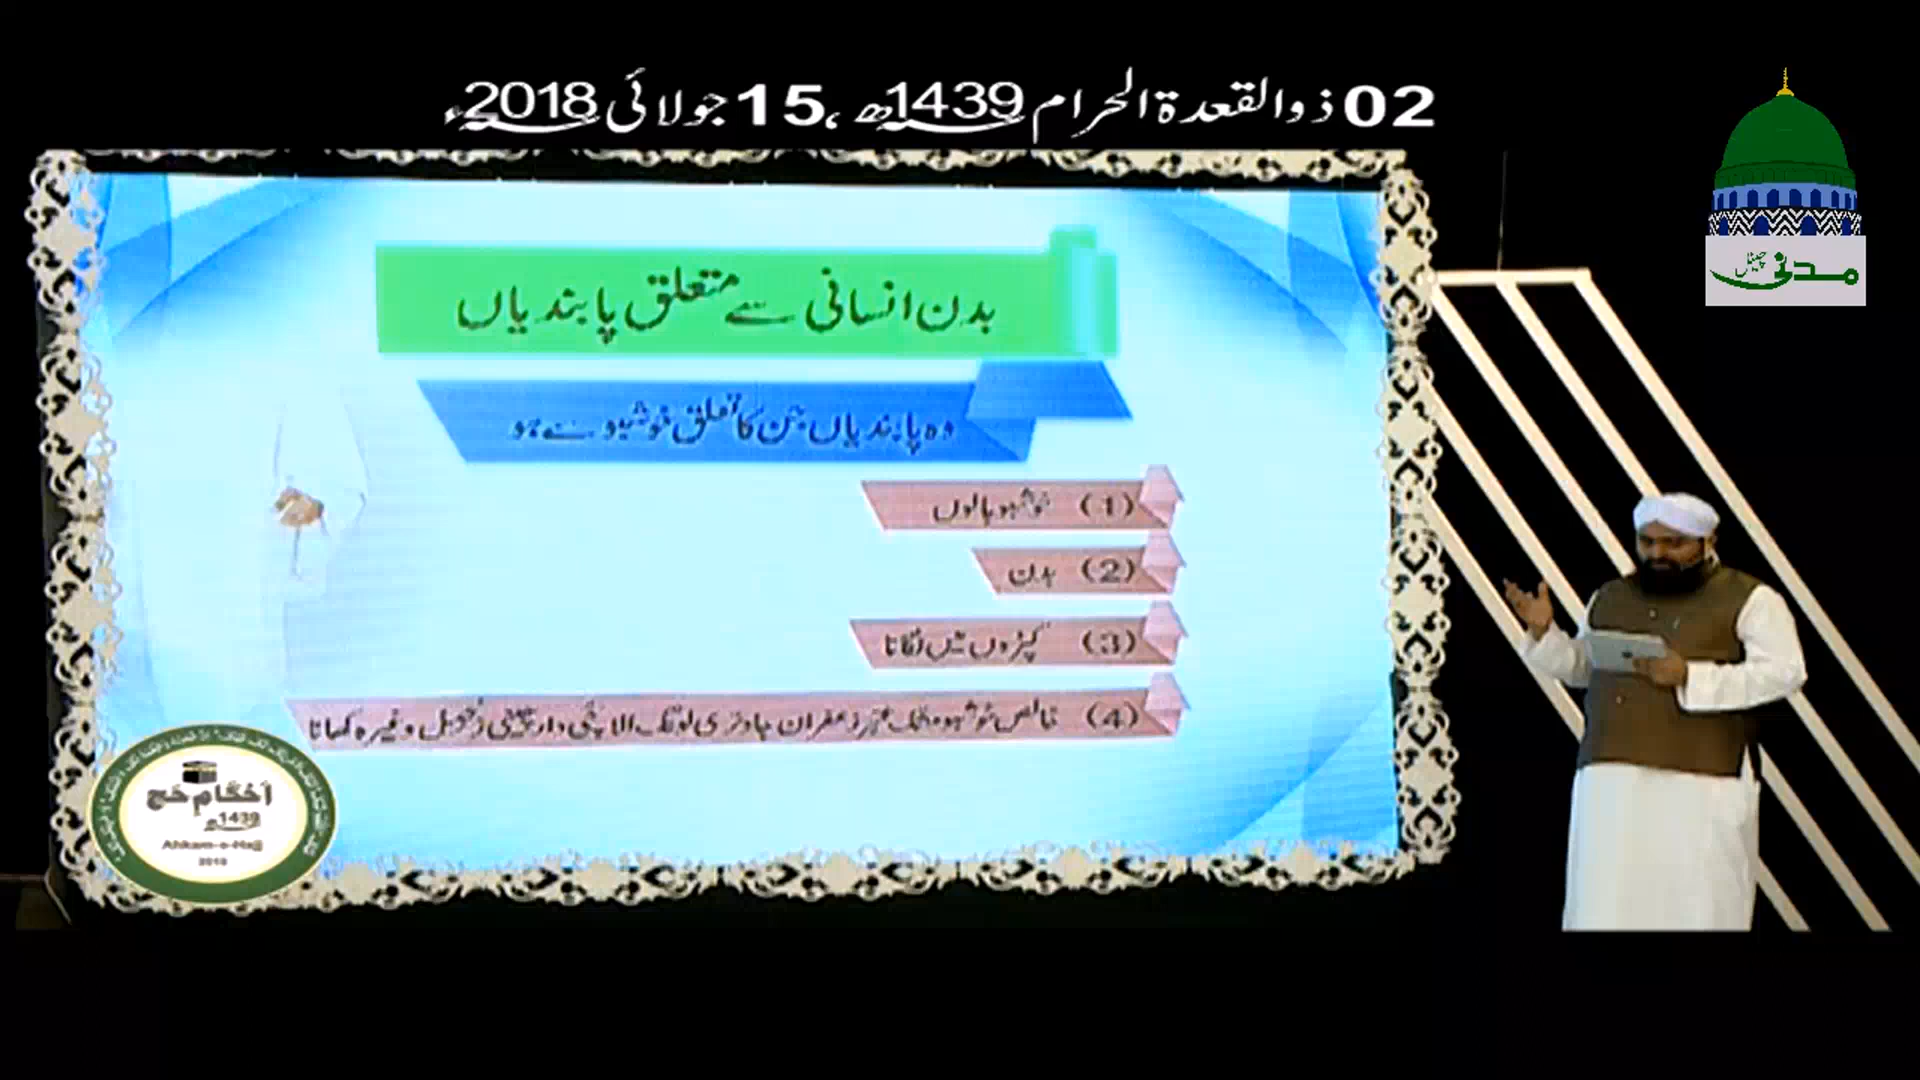 02 ذوالقعدۃ الحرام 1439ھ، 15 جولائی 2018ء
مدنی چینل
بدن انسانی سے متعلق پابندیاں
وہ پابندیاں جن کا تعلق خوشبو سے ہو
(1) خوشبو بالوں
(2) بدن
(3) کپڑوں میں لگانا
(4) خالص خوشبو مشک عنبر زعفران جاوتری لونگ الائچی دارچینی زنجبیل وغیرہ کھانا
احکام حج
1439ھ
Ahkam-e-Hajj
2018